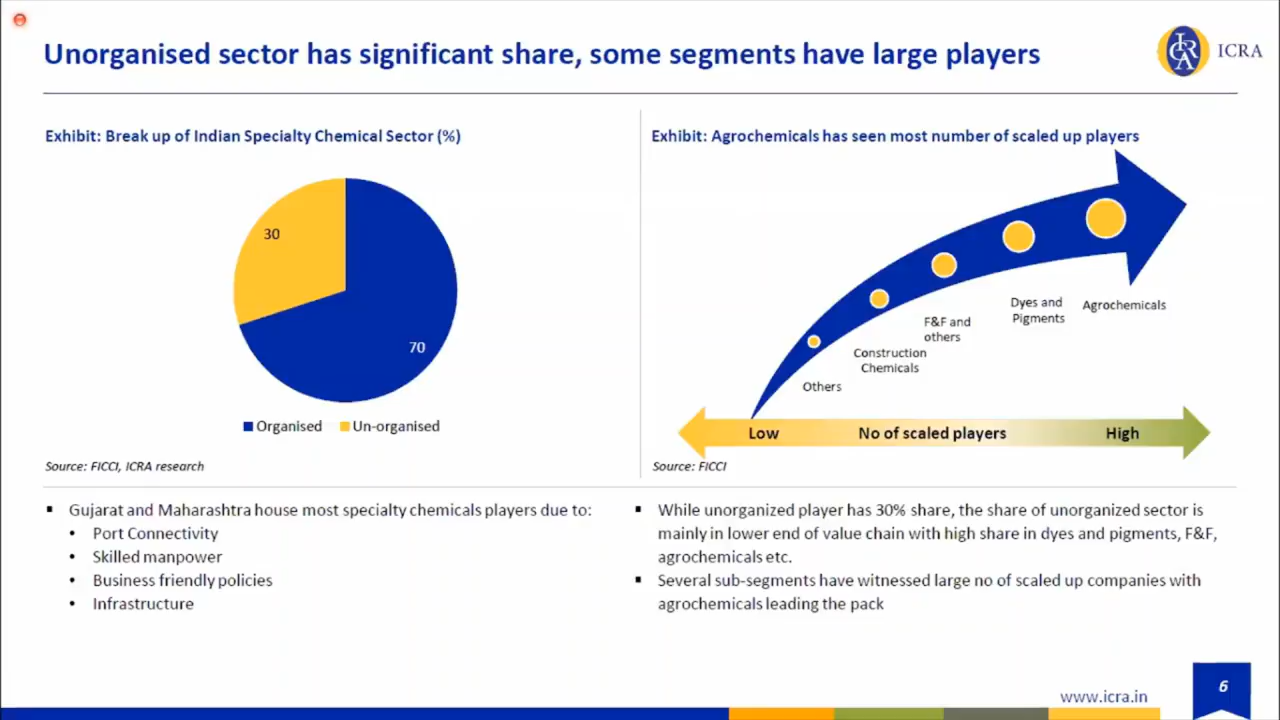 Unorganised sector has significant share, some segments have large players
ICRA
ICRA
Exhibit: Break up of Indian Specialty Chemical Sector (%)
30
70
Organised
Un-organised
Source: FICCI, ICRA research
Exhibit: Agrochemicals has seen most number of scaled up players
Others
Construction
Chemicals
F&F and
others
Dyes and
Pigments
Agrochemicals
Low
No of scaled players
High
Source: FICCI
▪ Gujarat and Maharashtra house most specialty chemicals players due to:
• Port Connectivity
• Skilled manpower
• Business friendly policies
• Infrastructure
▪ While unorganized player has 30% share, the share of unorganized sector is
mainly in lower end of value chain with high share in dyes and pigments, F&F,
agrochemicals etc.
▪ Several sub-segments have witnessed large no of scaled up companies with
agrochemicals leading the pack
www.icra.in
6